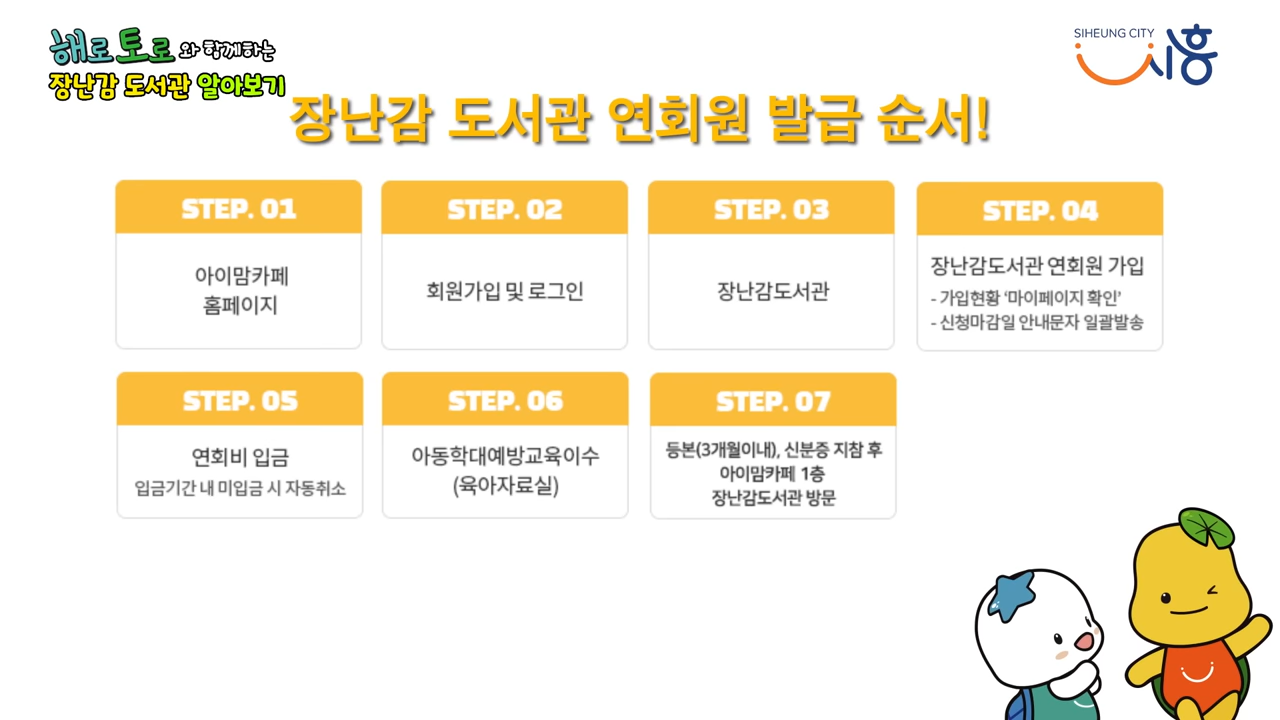 해로토로와 함께하는
장난감 도서관 알아보기
SIHEUNG CITY
시흥
장난감 도서관 연회원 발급 순서!
STEP. 01
아이맘카페
홈페이지
STEP. 02
회원가입 및 로그인
STEP. 03
장난감도서관
STEP. 04
장난감도서관 연회원 가입
- 가입현황 ‘마이페이지 확인’
- 신청마감일 안내문자 일괄발송
STEP. 05
연회비 입금
입금기간 내 미입금 시 자동취소
STEP. 06
아동학대예방교육이수
(육아자료실)
STEP. 07
등본(3개월이내), 신분증 지참 후
아이맘카페 1층
장난감도서관 방문